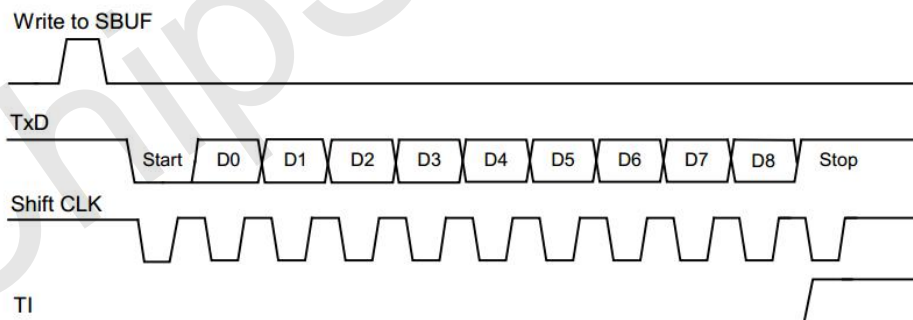 Write to SBUF
TxD
Start D0 D1 D2 D3 D4 D5 D6 D7 D8 Stop
Shift CLK
TI